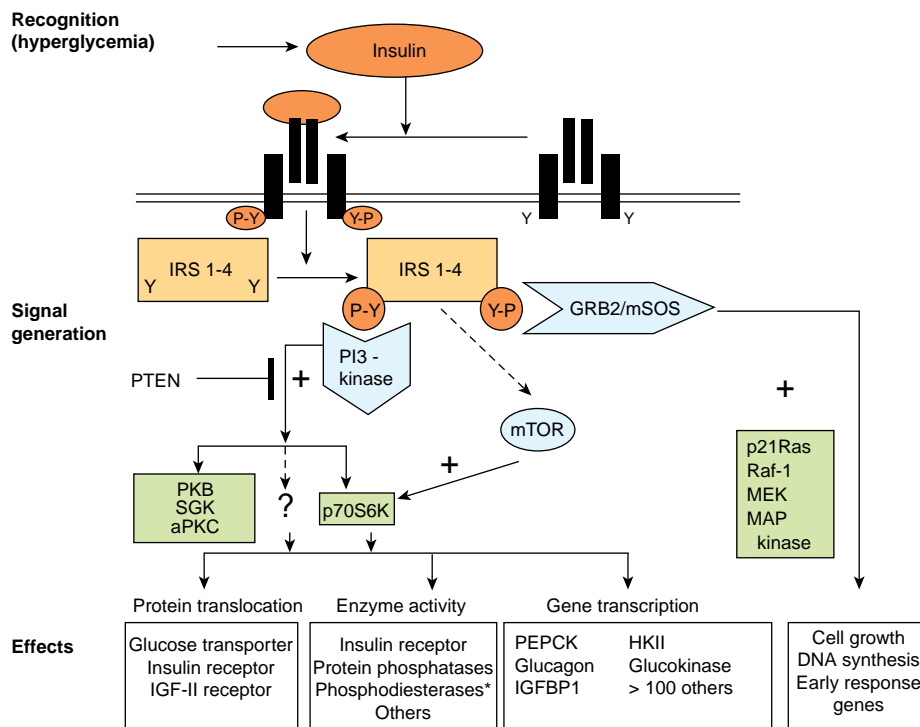 Recognition
(hyperglycemia)
Insulin
P-Y
Y-P
Y
Y
IRS 1-4
Y
Y
IRS 1-4
P-Y
Y-P
GRB2/mSOS
Signal
generation
PI3 -
kinase
PTEN
+
+
mTOR
+
PKB
SGK
aPKC
?
p70S6K
p21Ras
Raf-1
MEK
MAP
kinase
Protein translocation
Enzyme activity
Gene transcription
Effects
Glucose transporter
Insulin receptor
IGF-II receptor
Insulin receptor
Protein phosphatases
Phosphodiesterases*
Others
PEPCK
Glucagon
IGFBP1
HKII
Glucokinase
> 100 others
Cell growth
DNA synthesis
Early response
genes